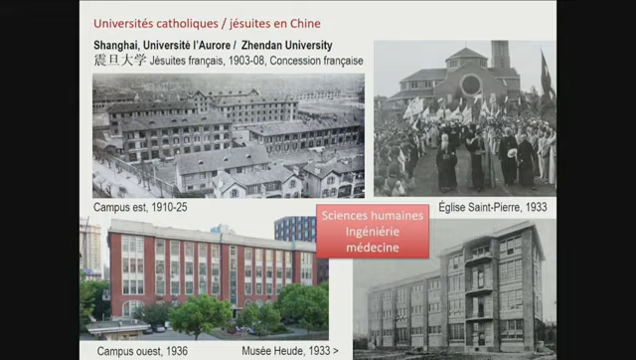 Universités catholiques / jésuites en Chine
Shanghai, Université l'Aurore / Zhendan University
震旦大学 Jésuites français, 1903-08, Concession française
Campus est, 1910-25
Église Saint-Pierre, 1933
Sciences humaines
Ingéniérie
médecine
Campus ouest, 1936
Musée Heude, 1933 >